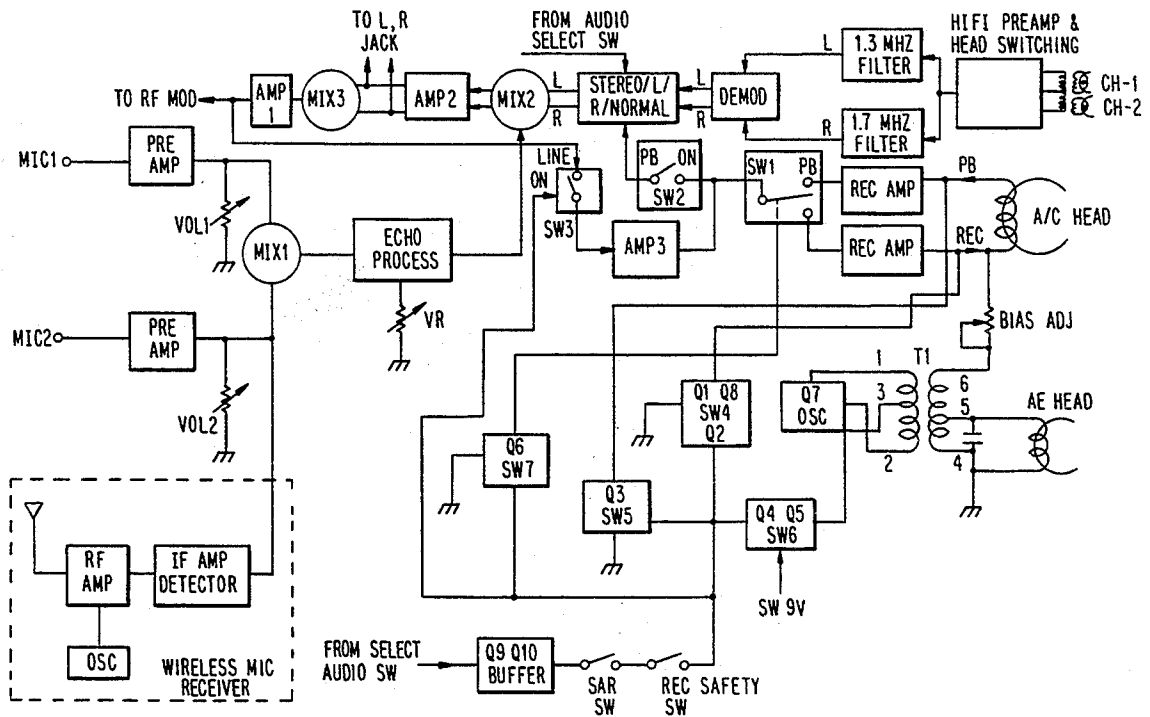 TO L,R
JACK
FROM AUDIO
SELECT SW
HIFI PREAMP &
HEAD SWITCHING
L
1.3 MHZ
FILTER
TO RF MOD
AMP
1
MIX3
AMP2
MIX2
L
R
STEREO/L/
R/NORMAL
L
R
DEMOD
CH-1
CH-2
R
1.7 MHZ
FILTER
MIC1
PRE
AMP
LINE
ON
SW3
PB ON
SW2
SW1
PB
REC AMP
PB
A/C HEAD
VOL1
MIX1
ECHO
PROCESS
AMP3
REC AMP
REC
VR
BIAS ADJ
MIC2
PRE
AMP
VOL2
Q1 Q8
SW4
Q2
Q7
OSC
1
3
2
T1
6
5
4
AE HEAD
Q6
SW7
Q3
SW5
Q4 Q5
SW6
SW 9V
RF
AMP
IF AMP
DETECTOR
OSC
WIRELESS MIC
RECEIVER
FROM SELECT
AUDIO SW
Q9 Q10
BUFFER
SAR
SW
REC SAFETY
SW